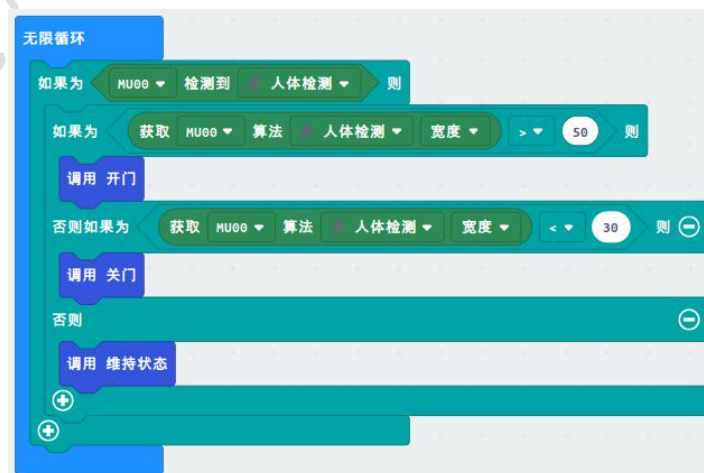 无限循环
如果为 MU00 检测到 人体检测 则
如果为 获取 MU00 算法 人体检测 宽度 > 50 则
调用 开门
否则如果为 获取 MU00 算法 人体检测 宽度 < 30 则
调用 关门
否则
调用 维持状态